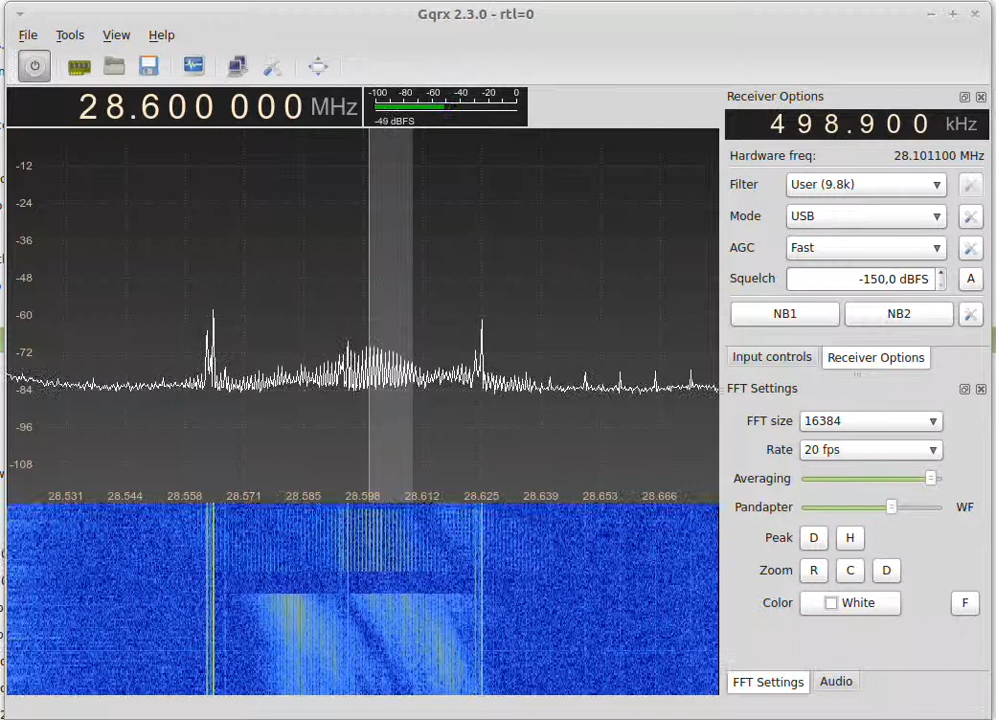 Gqrx 2.3.0 - rtl=0
File Tools View Help
28.600 000 MHz
-100 -80 -60 -40 -20 0
-49 dBFS
-12
-24
-36
-48
-60
-72
-84
-96
-108
28.531 28.544 28.558 28.571 28.585 28.598 28.612 28.625 28.639 28.653 28.666
Receiver Options
498.900 kHz
Hardware freq: 28.101100 MHz
Filter User (9.8k)
Mode USB
AGC Fast
Squelch -150,0 dBFS A
NB1 NB2
Input controls Receiver Options
FFT Settings
FFT size 16384
Rate 20 fps
Averaging
Pandapter WF
Peak D H
Zoom R C D
Color White F
FFT Settings Audio